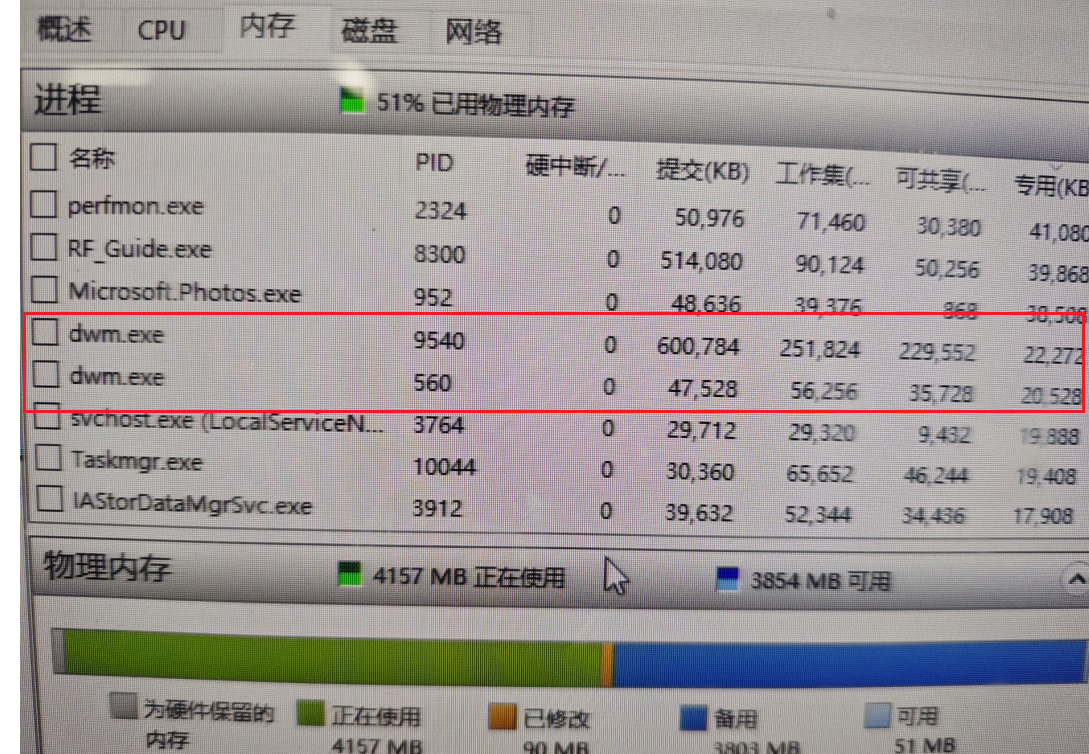 概述 CPU 内存 磁盘 网络
进程 51% 已用物理内存
名称 PID 硬中断/... 提交(KB) 工作集(... 可共享(... 专用(KB
perfmon.exe 2324 0 50,976 71,460 30,380 41,080
RF_Guide.exe 8300 0 514,080 90,124 50,256 39,868
Microsoft.Photos.exe 952 0 48,636 39,376 868 38,508
dwm.exe 9540 0 600,784 251,824 229,552 22,272
dwm.exe 560 0 47,528 56,256 35,728 20,528
svchost.exe (LocalServiceN... 3764 0 29,712 29,320 9,432 19,888
Taskmgr.exe 10044 0 30,360 65,652 46,244 19,408
IAStorDataMgrSvc.exe 3912 0 39,632 52,344 34,436 17,908
物理内存 4157 MB 正在使用 3854 MB 可用
为硬件保留的 正在使用 已修改 备用 可用
内存 4157 MB 90 MB 3803 MB 51 MB